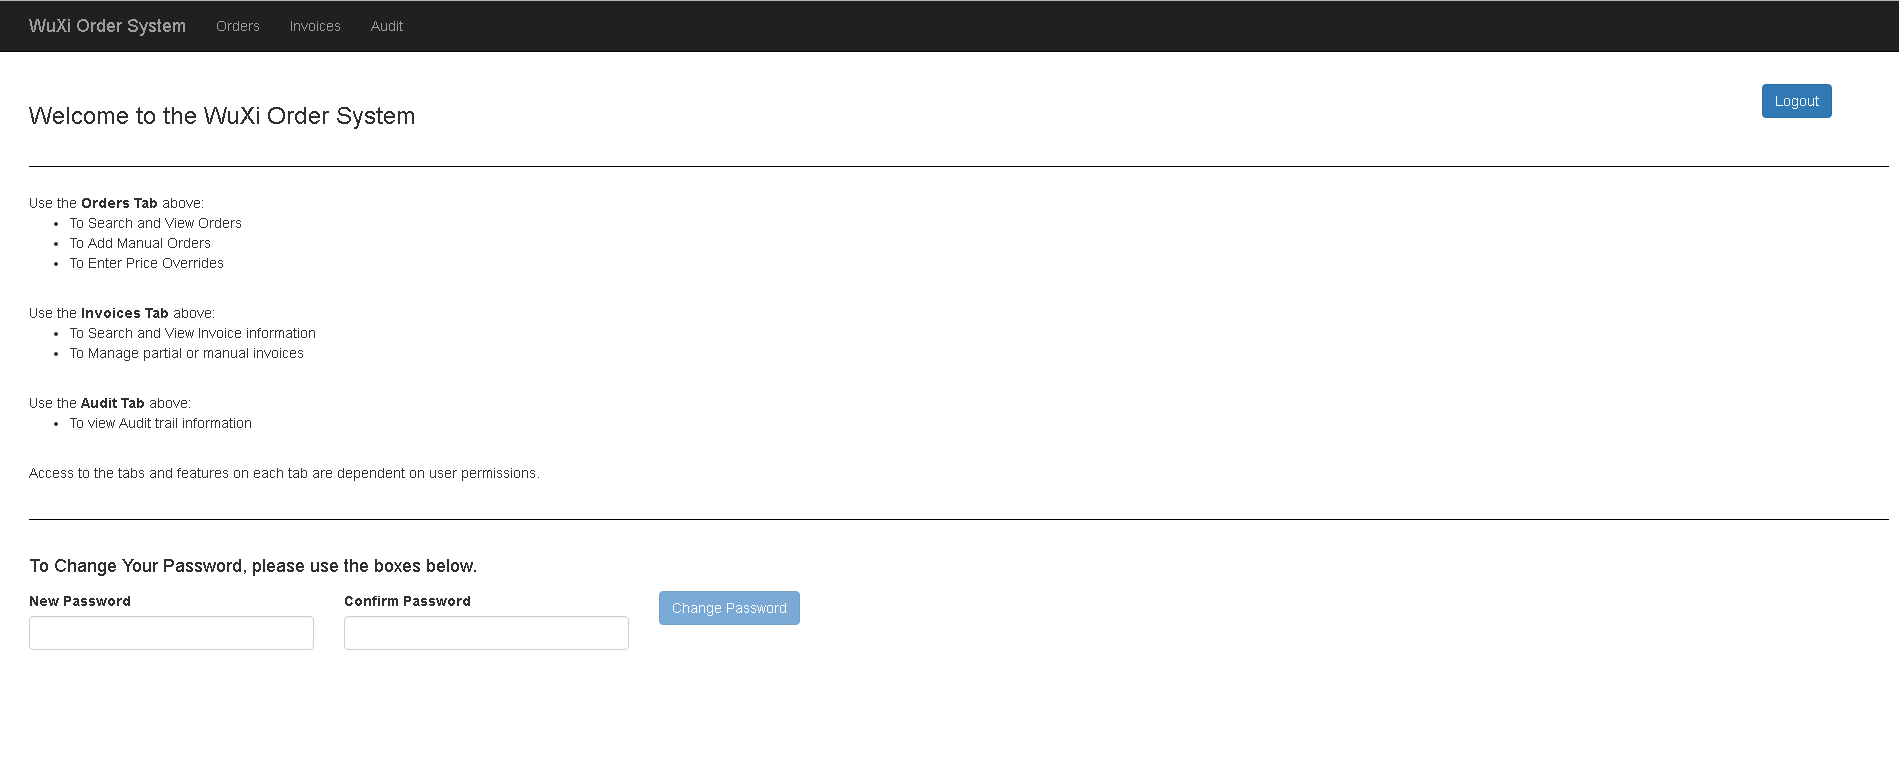 WuXi Order System Orders Invoices Audit
Welcome to the WuXi Order System
Logout
Use the Orders Tab above:
• To Search and View Orders
• To Add Manual Orders
• To Enter Price Overrides
Use the Invoices Tab above:
• To Search and View Invoice information
• To Manage partial or manual invoices
Use the Audit Tab above:
• To view Audit trail information
Access to the tabs and features on each tab are dependent on user permissions.
To Change Your Password, please use the boxes below.
New Password Confirm Password Change Password